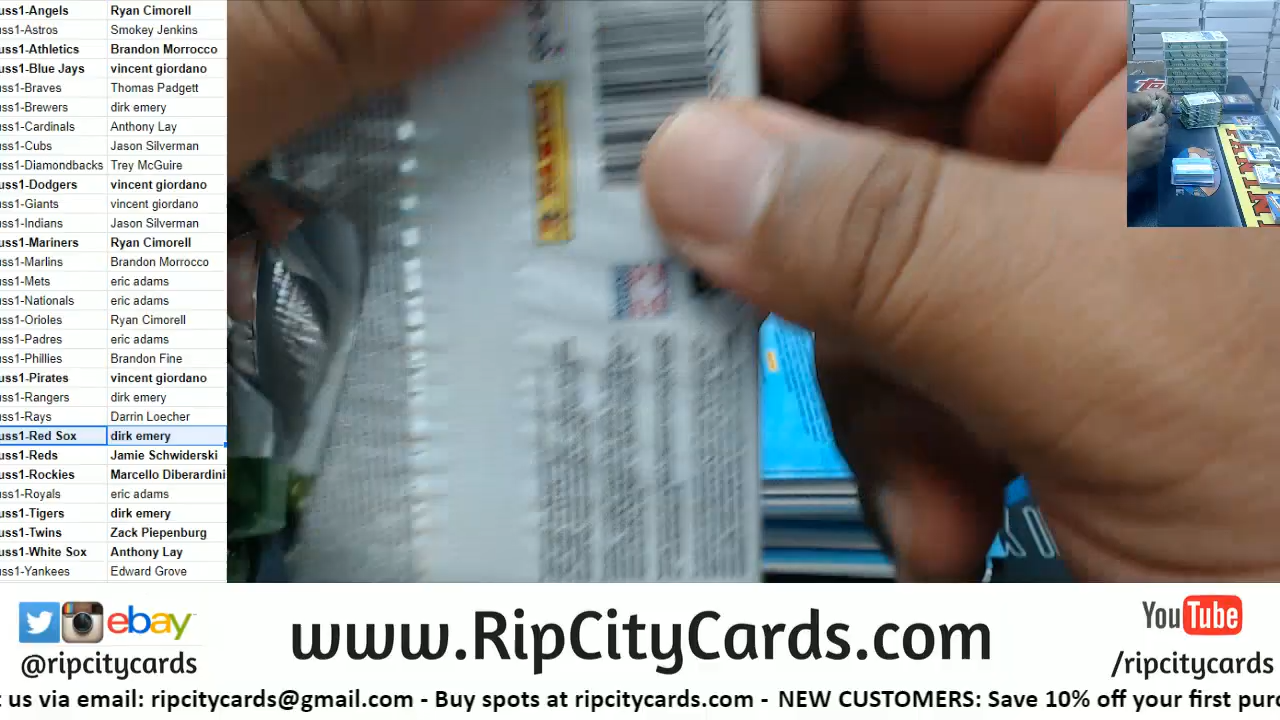 uss1-Angels Ryan Cimorell
uss1-Astros Smokey Jenkins
uss1-Athletics Brandon Morrocco
uss1-Blue Jays vincent giordano
uss1-Braves Thomas Padgett
uss1-Brewers dirk emery
uss1-Cardinals Anthony Lay
uss1-Cubs Jason Silverman
uss1-Diamondbacks Trey McGuire
uss1-Dodgers vincent giordano
uss1-Giants vincent giordano
uss1-Indians Jason Silverman
uss1-Mariners Ryan Cimorell
uss1-Marlins Brandon Morrocco
uss1-Mets eric adams
uss1-Nationals eric adams
uss1-Orioles Ryan Cimorell
uss1-Padres eric adams
uss1-Phillies Brandon Fine
uss1-Pirates vincent giordano
uss1-Rangers dirk emery
uss1-Rays Darrin Loecher
uss1-Red Sox dirk emery
uss1-Reds Jamie Schwiderski
uss1-Rockies Marcello Diberardini
uss1-Royals eric adams
uss1-Tigers dirk emery
uss1-Twins Zack Piepenburg
uss1-White Sox Anthony Lay
uss1-Yankees Edward Grove
PANINI
ebay
@ripcitycards
www.RipCityCards.com
YouTube
/ripcitycards
t us via email: ripcitycards@gmail.com - Buy spots at ripcitycards.com - NEW CUSTOMERS: Save 10% off your first purc